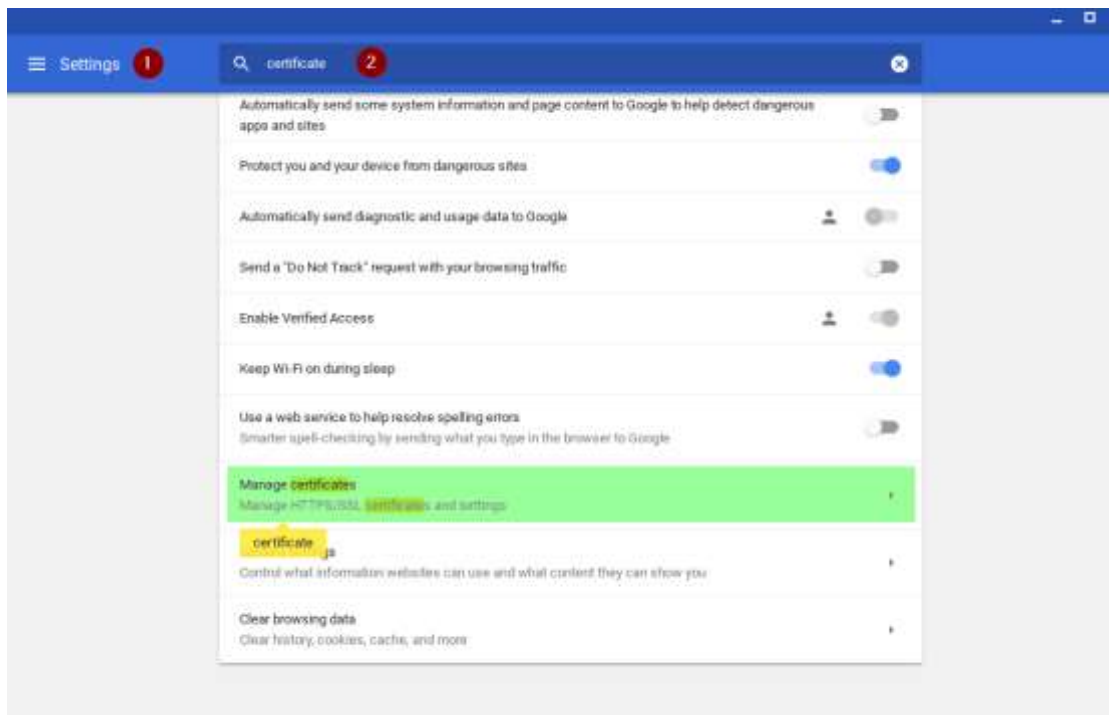 Settings 1
certificate 2
Automatically send some system information and page content to Google to help detect dangerous
apps and sites
Protect you and your device from dangerous sites
Automatically send diagnostic and usage data to Google
Send a "Do Not Track" request with your browsing traffic
Enable Verified Access
Keep Wi-Fi on during sleep
Use a web service to help resolve spelling errors
Smarter spell-checking by sending what you type in the browser to Google
Manage certificates
Manage HTTPS/SSL certificates and settings
certificate
Control what information websites can use and what content they can show you
Clear browsing data
Clear history, cookies, cache, and more